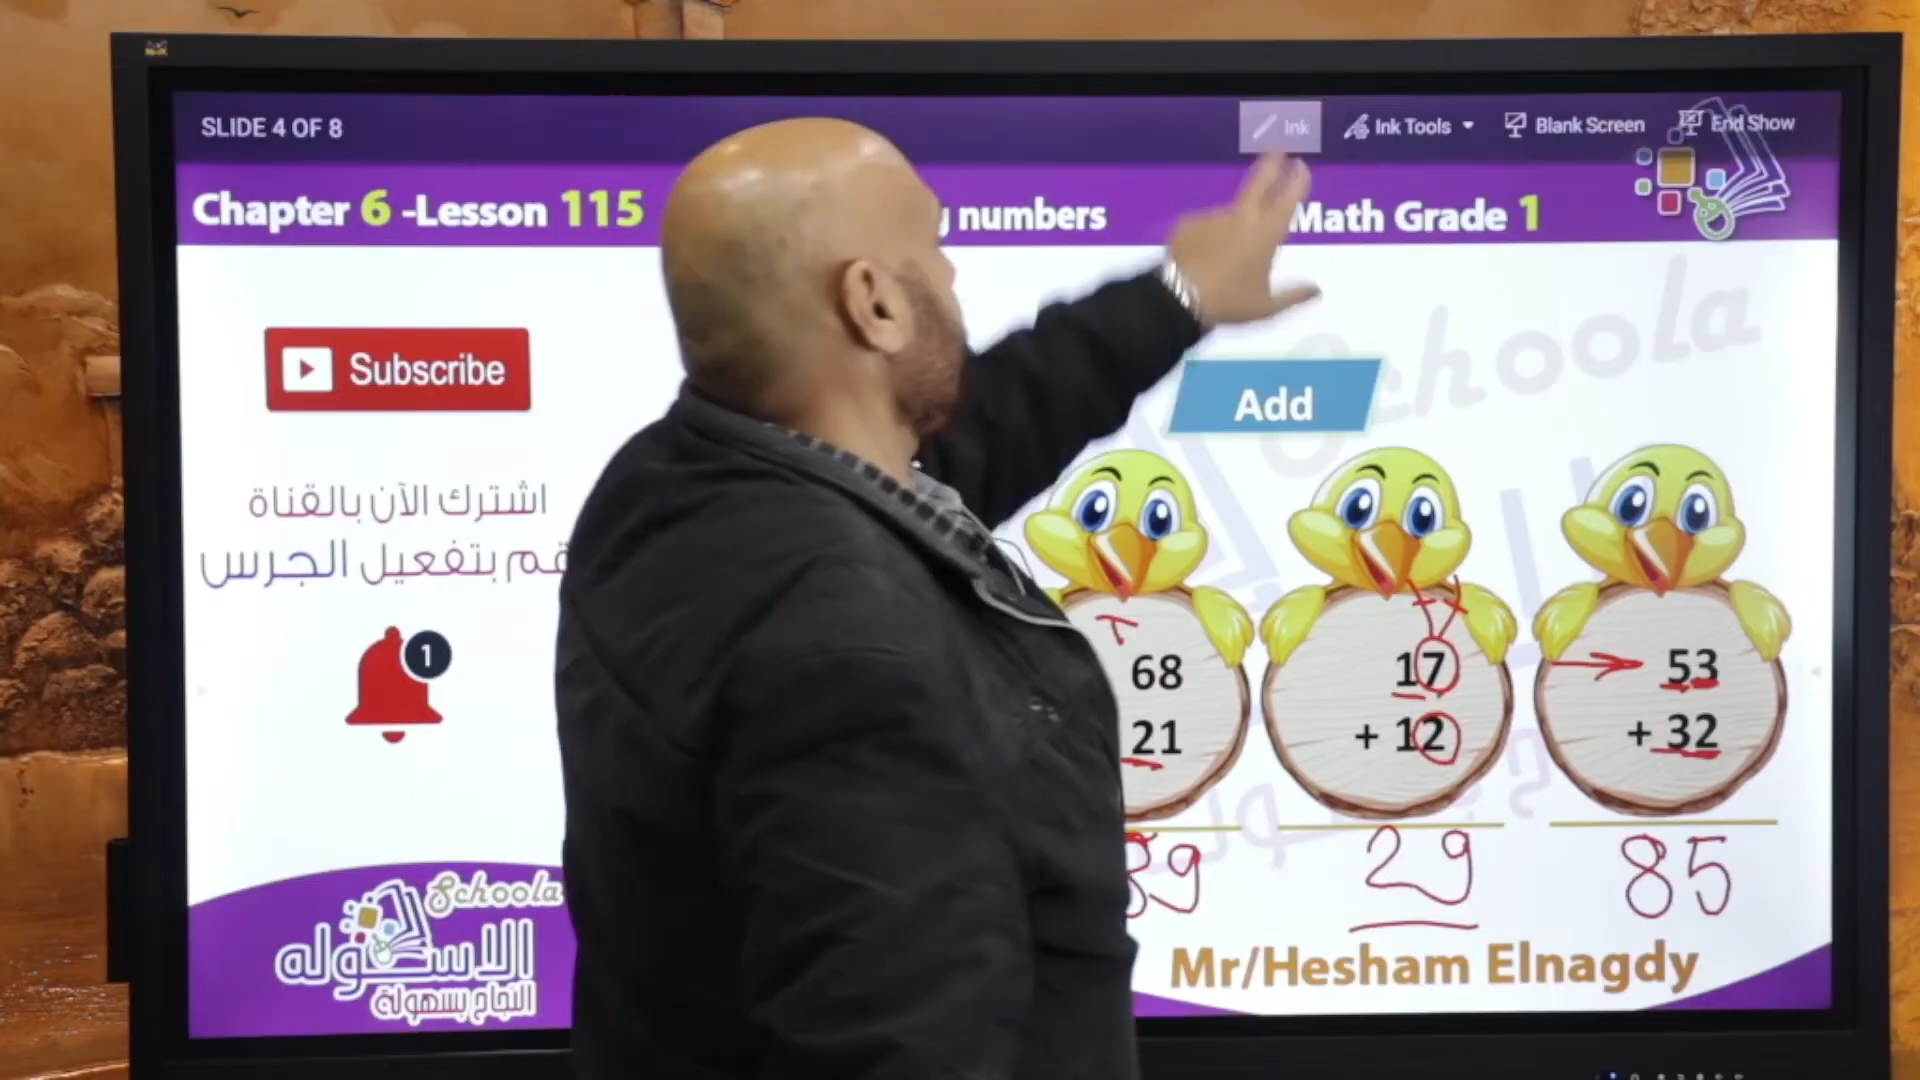 SLIDE 4 OF 8
Ink
Ink Tools
Blank Screen
End Show
Chapter 6 -Lesson 115
numbers
Math Grade 1
Subscribe
Schoola
Add
اشترك الآن بالقناة
قم بتفعيل الجرس
1
68
21
89
17
+ 12
29
53
+ 32
85
Schoola
الاسكوله
النجاح بسهولة
Mr/Hesham Elnagdy